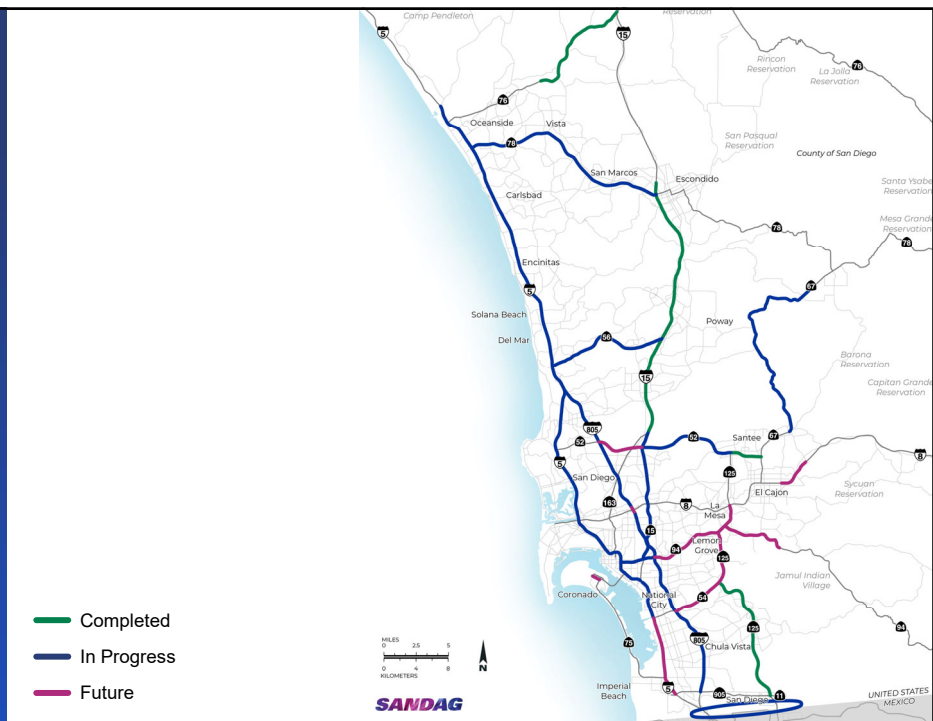 Camp Pendleton
Reservation
5
15
Rincon
Reservation
La Jolla
Reservation
76
76
Oceanside
Vista
78
San Pasqual
Reservation
County of San Diego
San Marcos
Escondido
Santa Ysabe
Reservation
Carlsbad
Mesa Grande
Reservation
78
78
Encinitas
5
67
Solana Beach
Poway
Del Mar
56
Barona
Reservation
15
Capitan Grande
Reservation
805
52
52
Santee
67
8
5
125
San Diego
El Cajon
Sycuan
Reservation
163
8
La
Mesa
15
Lemon
Grove
94
125
Jamul Indian
Village
Coronado
National
City
54
Completed
125
94
75
805
Chula Vista
In Progress
MILES
0 2.5 5
0 4 8
KILOMETERS
N
Imperial
Beach
5
905
San Diego
11
UNITED STATES
MEXICO
Future
SANDAG